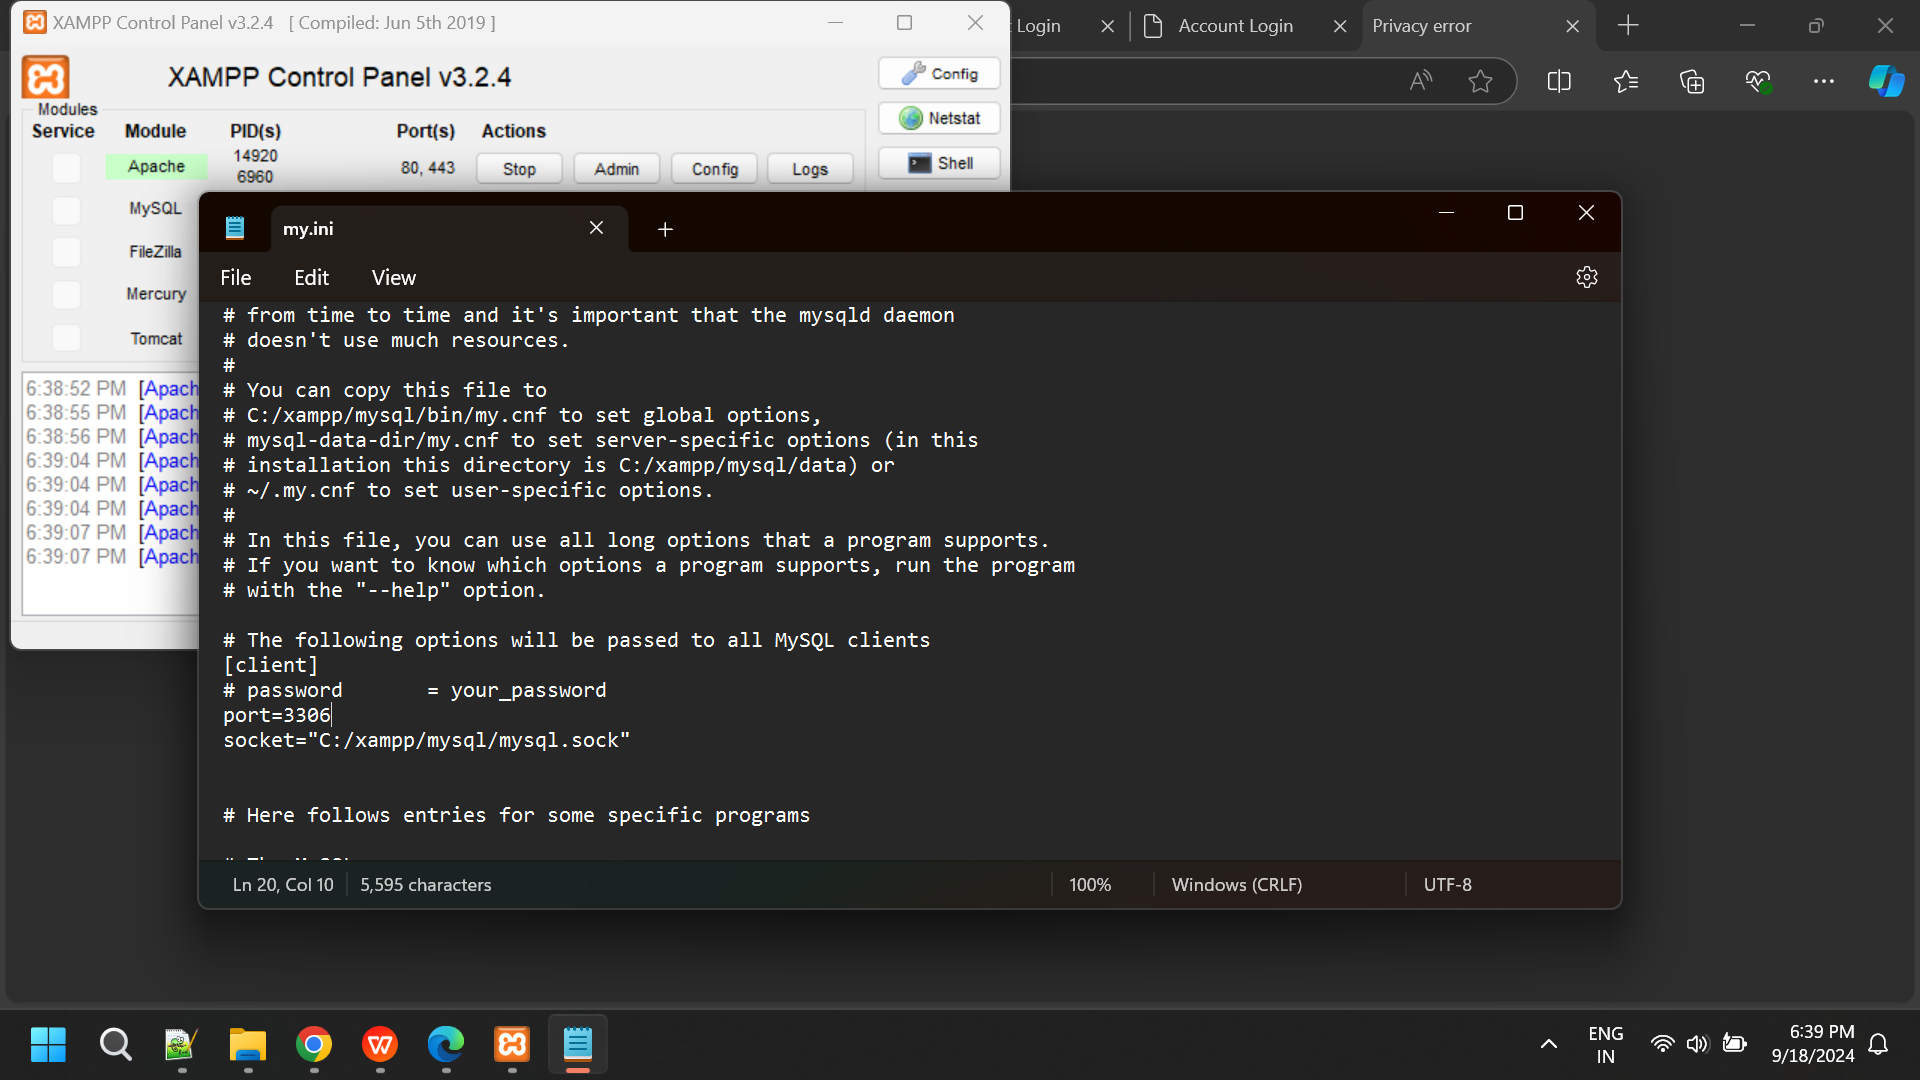 XAMPP Control Panel v3.2.4 [ Compiled: Jun 5th 2019 ]
Login
Account Login
Privacy error
XAMPP Control Panel v3.2.4
Config
Modules
Service Module PID(s) Port(s) Actions
Netstat
Apache 14920
6960 80, 443 Stop Admin Config Logs
Shell
MySQL
FileZilla
Mercury
Tomcat
6:38:52 PM [Apach
6:38:55 PM [Apach
6:38:56 PM [Apach
6:39:04 PM [Apach
6:39:04 PM [Apach
6:39:04 PM [Apach
6:39:07 PM [Apach
6:39:07 PM [Apach
my.ini
File Edit View
# from time to time and it's important that the mysqld daemon
# doesn't use much resources.
#
# You can copy this file to
# C:/xampp/mysql/bin/my.cnf to set global options,
# mysql-data-dir/my.cnf to set server-specific options (in this
# installation this directory is C:/xampp/mysql/data) or
# ~/.my.cnf to set user-specific options.
#
# In this file, you can use all long options that a program supports.
# If you want to know which options a program supports, run the program
# with the "--help" option.
# The following options will be passed to all MySQL clients
[client]
# password = your_password
port=3306
socket="C:/xampp/mysql/mysql.sock"
# Here follows entries for some specific programs
# The MySQL
Ln 20, Col 10 5,595 characters 100% Windows (CRLF) UTF-8
ENG
IN
6:39 PM
9/18/2024